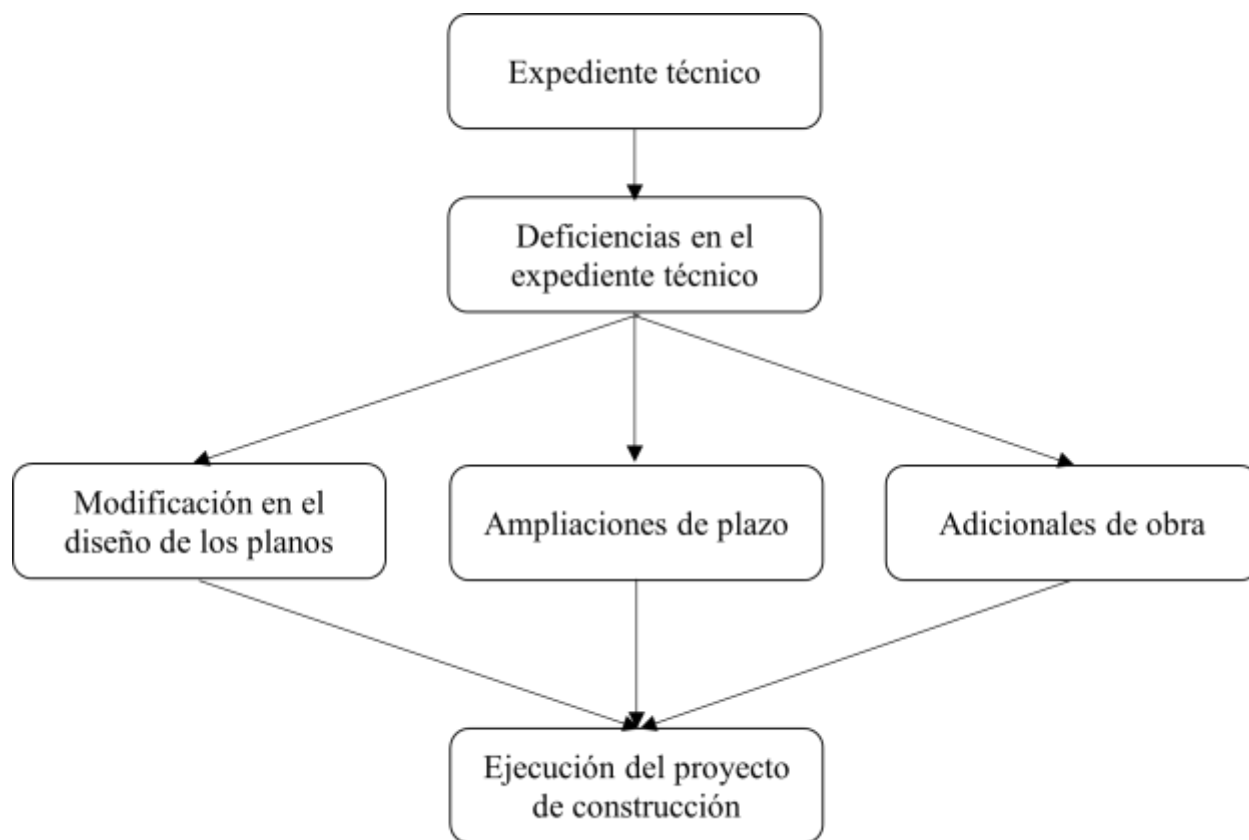 Expediente técnico
Deficiencias en el
expediente técnico
Modificación en el
diseño de los planos
Ampliaciones de plazo
Adicionales de obra
Ejecución del proyecto
de construcción